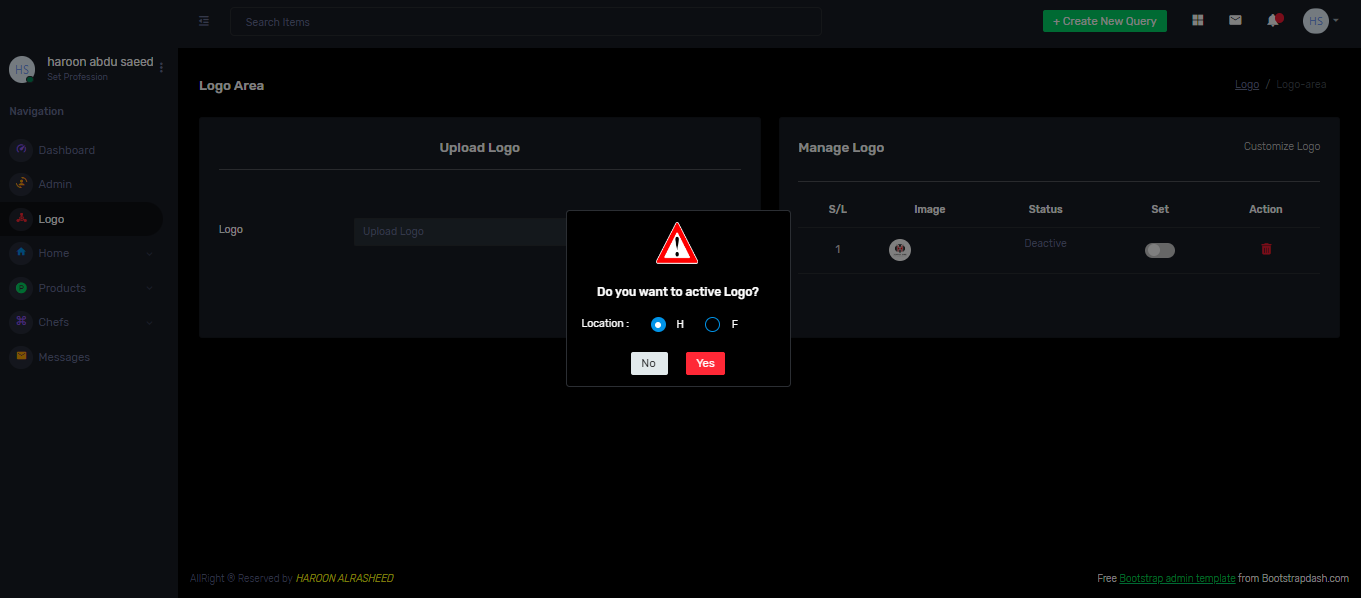 Search Items
+ Create New Query
HS
HS
haroon abdu saeed
Set Profession
Navigation
Dashboard
Admin
Logo
Home
Products
Chefs
Messages
Logo Area
Logo / Logo-area
Upload Logo
Logo
Upload Logo
Manage Logo
Customize Logo
S/L Image Status Set Action
1 Deactive
Do you want to active Logo?
Location : H F
No Yes
AllRight ® Reserved by HAROON ALRASHEED
Free Bootstrap admin template from Bootstrapdash.com